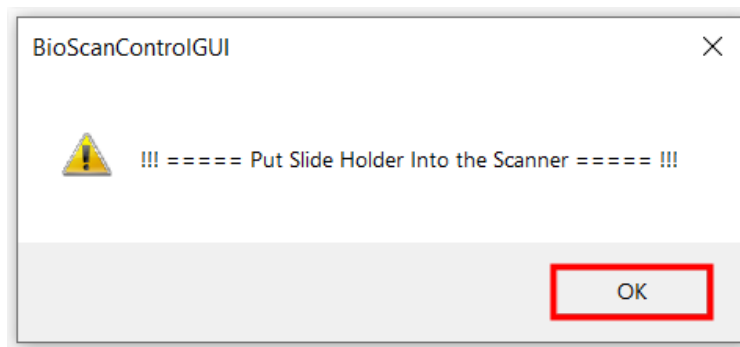 BioScanControlGUI
!!! ===== Put Slide Holder Into the Scanner ===== !!!
OK